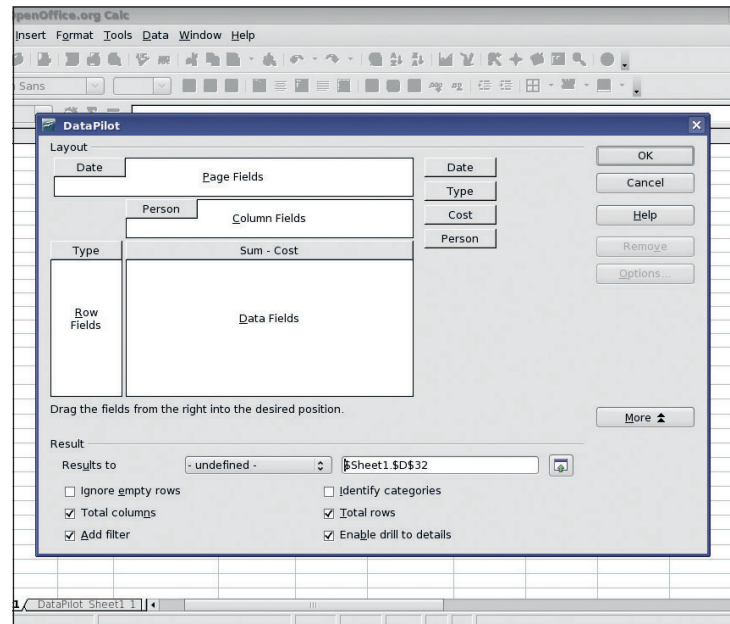 OpenOffice.org Calc
Insert Format Tools Data Window Help
Sans
DataPilot
Layout
Date
Page Fields
Person
Column Fields
Type
Sum - Cost
Row
Fields
Data Fields
Date
Type
Cost
Person
OK
Cancel
Help
Remove
Options...
More
Drag the fields from the right into the desired position.
Result
Results to
- undefined -
$Sheet1.$D$32
Ignore empty rows
Identify categories
Total columns
Total rows
Add filter
Enable drill to details
1
DataPilot_Sheet1_1